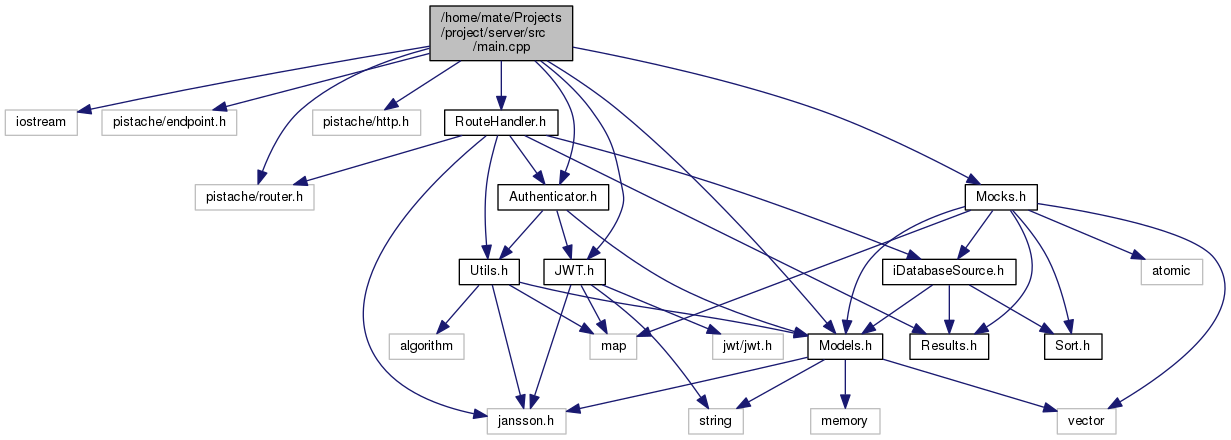 /home/mate/Projects
/project/server/src
/main.cpp
iostream
pistache/endpoint.h
pistache/http.h
RouteHandler.h
pistache/router.h
Authenticator.h
Mocks.h
Utils.h
JWT.h
iDatabaseSource.h
atomic
algorithm
map
jwt/jwt.h
Models.h
Results.h
Sort.h
jansson.h
string
memory
vector